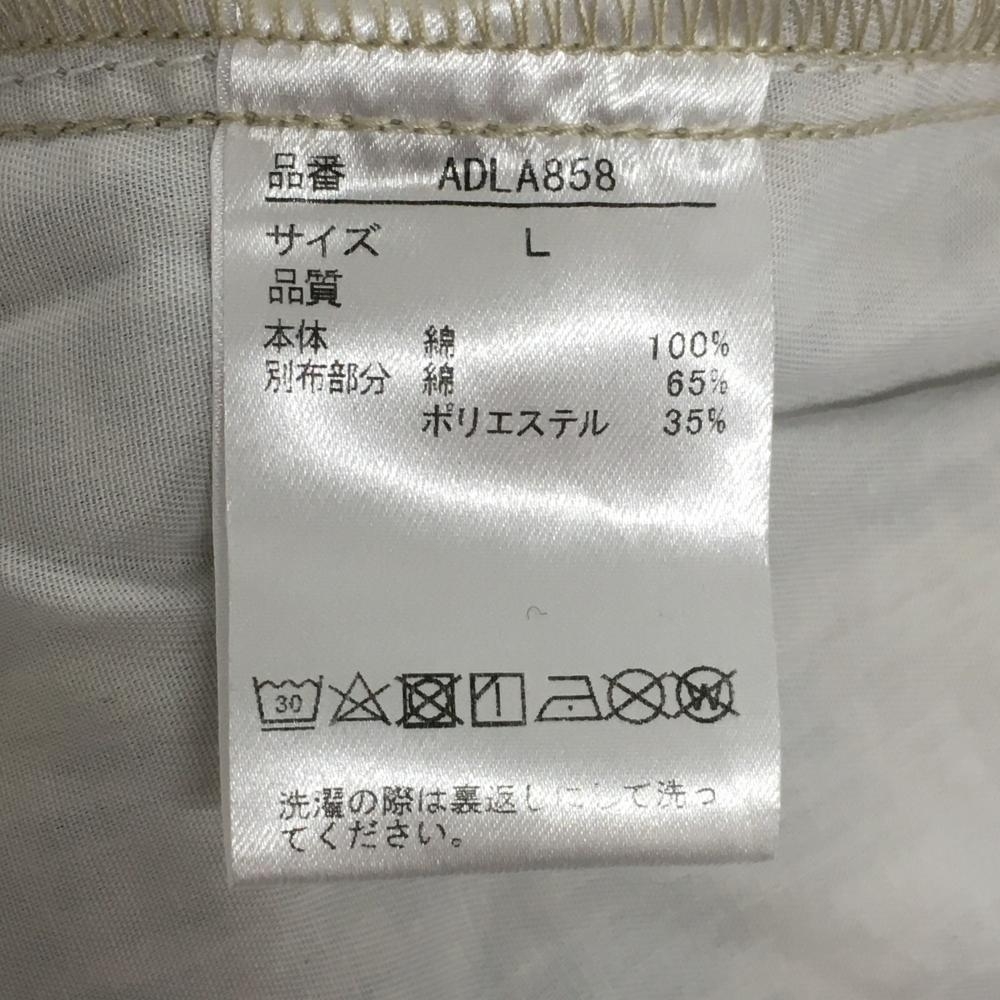 品番 ADLA858
サイズ L
品質
本体 綿 100%
別布部分 綿 65%
ポリエステル 35%
30 W
洗濯の際は裏返しにして洗っ
てください。